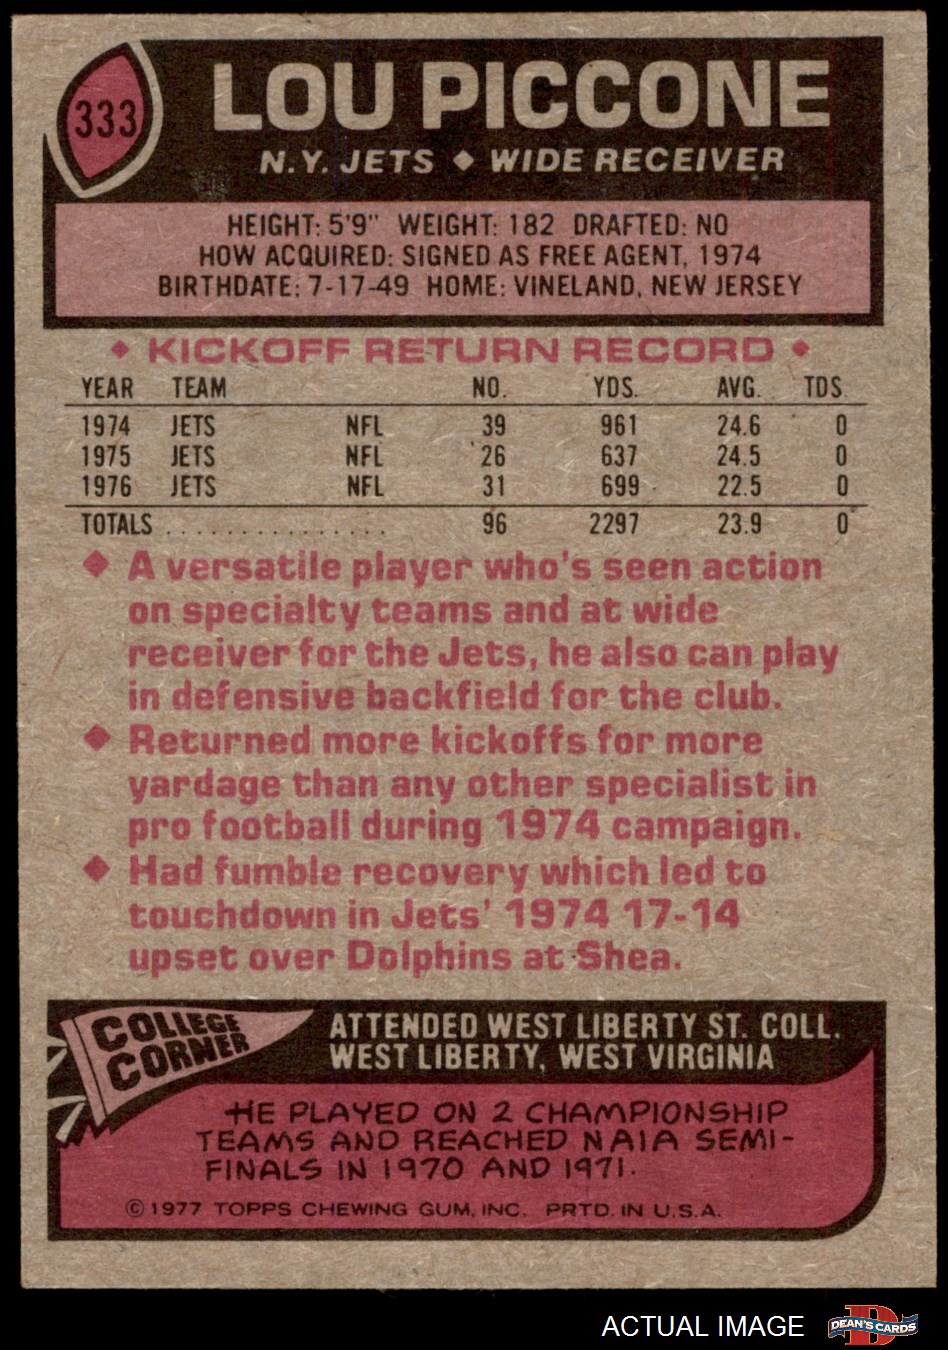 333
LOU PICCONE
N.Y. JETS ♦ WIDE RECEIVER
HEIGHT: 5'9" WEIGHT: 182 DRAFTED: NO
HOW ACQUIRED: SIGNED AS FREE AGENT, 1974
BIRTHDATE: 7-17-49 HOME: VINELAND, NEW JERSEY
♦ KICKOFF RETURN RECORD ♦
YEAR TEAM NO. YDS. AVG. TDS.
1974 JETS NFL 39 961 24.6 0
1975 JETS NFL 26 637 24.5 0
1976 JETS NFL 31 699 22.5 0
TOTALS . . . . . . . . . . . . . . . 96 2297 23.9 0
♦ A versatile player who's seen action
on specialty teams and at wide
receiver for the Jets, he also can play
in defensive backfield for the club.
♦ Returned more kickoffs for more
yardage than any other specialist in
pro football during 1974 campaign.
♦ Had fumble recovery which led to
touchdown in Jets' 1974 17-14
upset over Dolphins at Shea.
COLLEGE
CORNER
ATTENDED WEST LIBERTY ST. COLL.
WEST LIBERTY, WEST VIRGINIA
HE PLAYED ON 2 CHAMPIONSHIP
TEAMS AND REACHED NAIA SEMI-
FINALS IN 1970 AND 1971.
© 1977 TOPPS CHEWING GUM, INC. PRTD. IN U.S.A.
ACTUAL IMAGE
DEAN'S CARDS